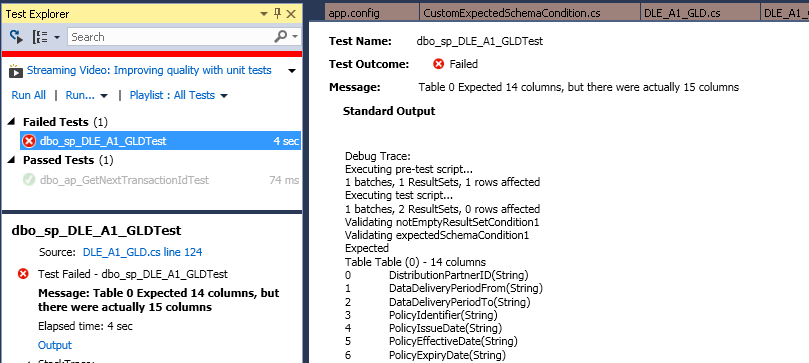 Test Explorer
Search
Streaming Video: Improving quality with unit tests
Run All | Run... | Playlist : All Tests
Failed Tests (1)
dbo_sp_DLE_A1_GLDTest 4 sec
Passed Tests (1)
dbo_ap_GetNextTransactionIdTest 74 ms
dbo_sp_DLE_A1_GLDTest
Source: DLE_A1_GLD.cs line 124
Test Failed - dbo_sp_DLE_A1_GLDTest
Message: Table 0 Expected 14 columns, but
there were actually 15 columns
Elapsed time: 4 sec
Output
StackTrace:
app.config CustomExpectedSchemaCondition.cs DLE_A1_GLD.cs DLE_A1
Test Name: dbo_sp_DLE_A1_GLDTest
Test Outcome: Failed
Message: Table 0 Expected 14 columns, but there were actually 15 columns
Standard Output
Debug Trace:
Executing pre-test script...
1 batches, 1 ResultSets, 1 rows affected
Executing test script...
1 batches, 2 ResultSets, 0 rows affected
Validating notEmptyResultSetCondition1
Validating expectedSchemaCondition1
Expected
Table Table (0) - 14 columns
0 DistributionPartnerID(String)
1 DataDeliveryPeriodFrom(String)
2 DataDeliveryPeriodTo(String)
3 PolicyIdentifier(String)
4 PolicyIssueDate(String)
5 PolicyEffectiveDate(String)
6 PolicyExpiryDate(String)